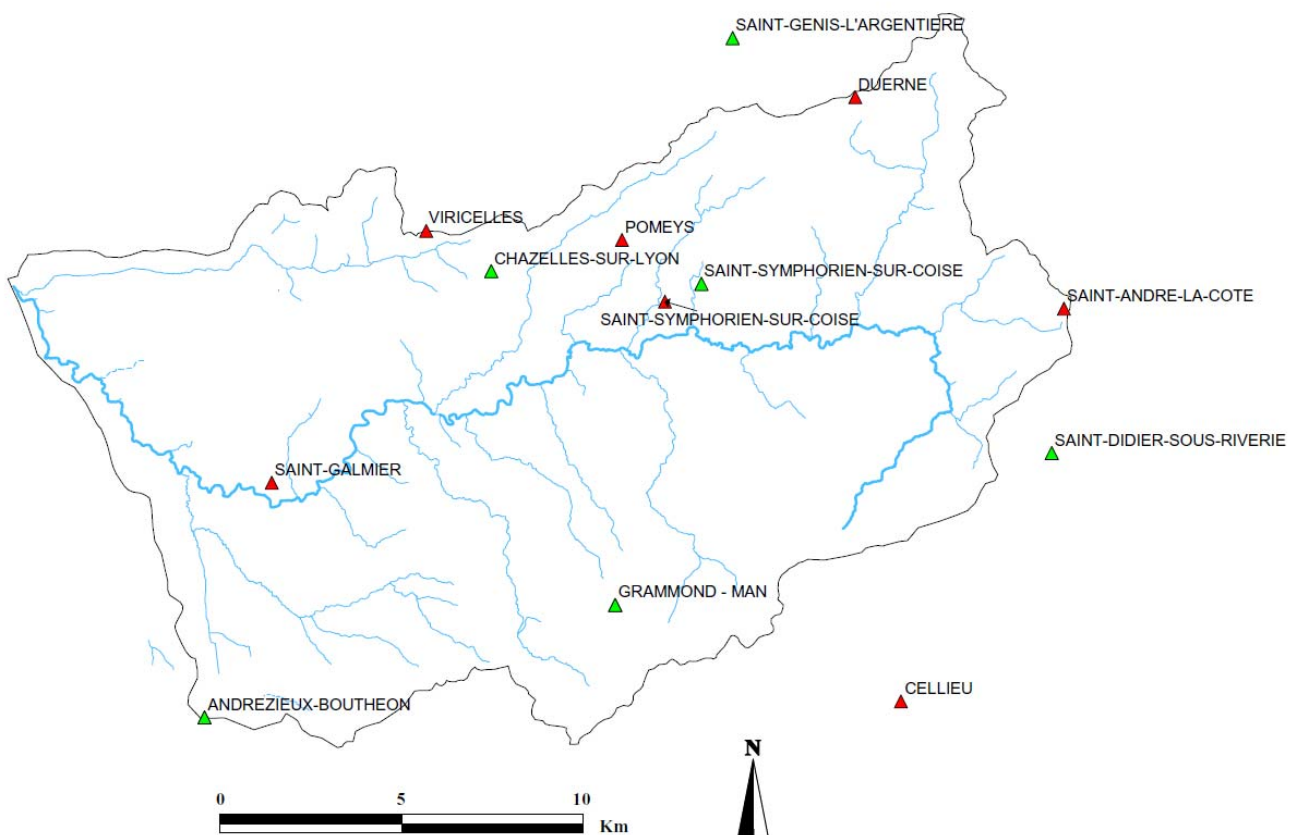 SAINT-GENIS-L'ARGENTIERE
DUERNE
VIRICELLES
POMEYS
CHAZELLES-SUR-LYON
SAINT-SYMPHORIEN-SUR-COISE
SAINT-ANDRE-LA-COTE
SAINT-SYMPHORIEN-SUR-COISE
SAINT-DIDIER-SOUS-RIVERIE
SAINT-GALMIER
GRAMMOND - MAN
CELLIEU
ANDREZIEUX-BOUTHEON
N
0 5 10
Km